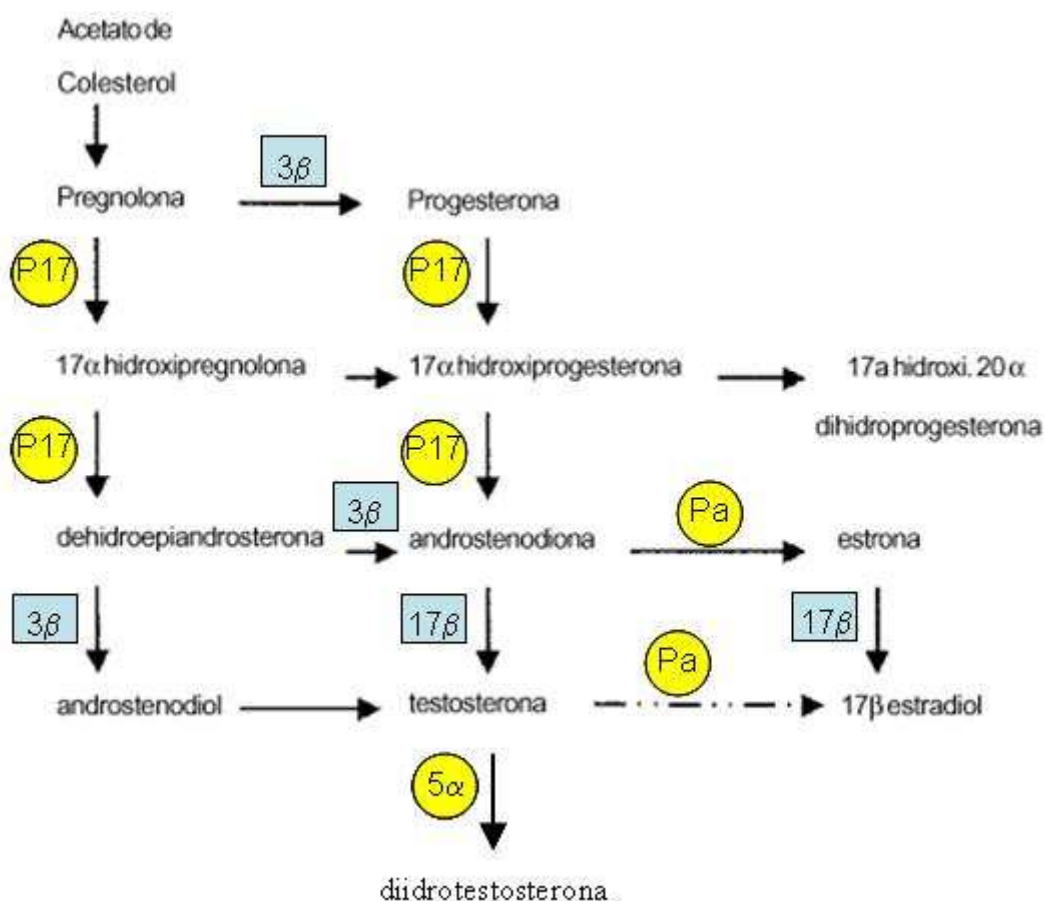 Acetato de
Colesterol
3β
Pregnolona
Progesterona
P17
P17
17α hidroxipregnolona
17α hidroxiprogesterona
17a hidroxi. 20 α
dihidroprogesterona
P17
P17
3β
Pa
dehidroepiandrosterona
androstenodiona
estrona
3β
17β
17β
Pa
androstenodiol
testosterona
17β estradiol
5α
diidrotestosterona